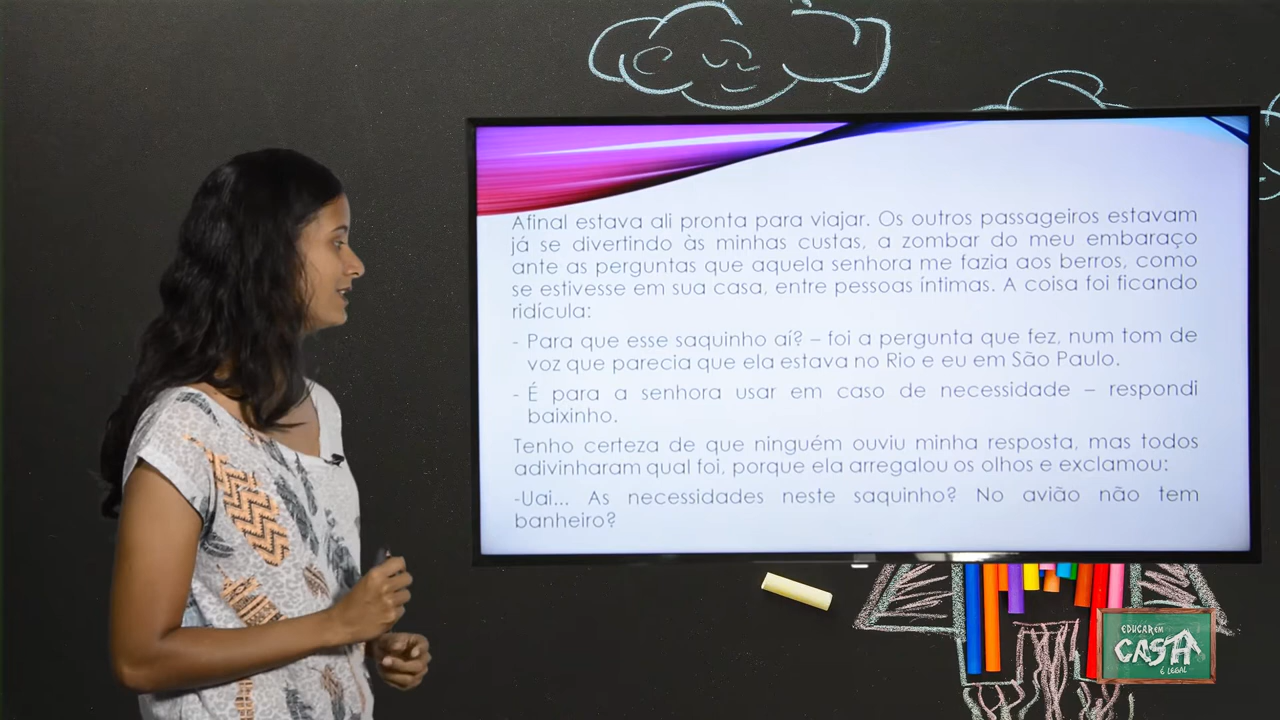 Afinal estava ali pronta para viajar. Os outros passageiros estavam
já se divertindo às minhas custas, a zombar do meu embaraço
ante as perguntas que aquela senhora me fazia aos berros, como
se estivesse em sua casa, entre pessoas íntimas. A coisa foi ficando
ridícula:
- Para que esse saquinho aí? – foi a pergunta que fez, num tom de
voz que parecia que ela estava no Rio e eu em São Paulo.
- É para a senhora usar em caso de necessidade – respondi
baixinho.
Tenho certeza de que ninguém ouviu minha resposta, mas todos
adivinharam qual foi, porque ela arregalou os olhos e exclamou:
-Uai... As necessidades neste saquinho? No avião não tem
banheiro?
EDUCAR EM
CASA
É LEGAL